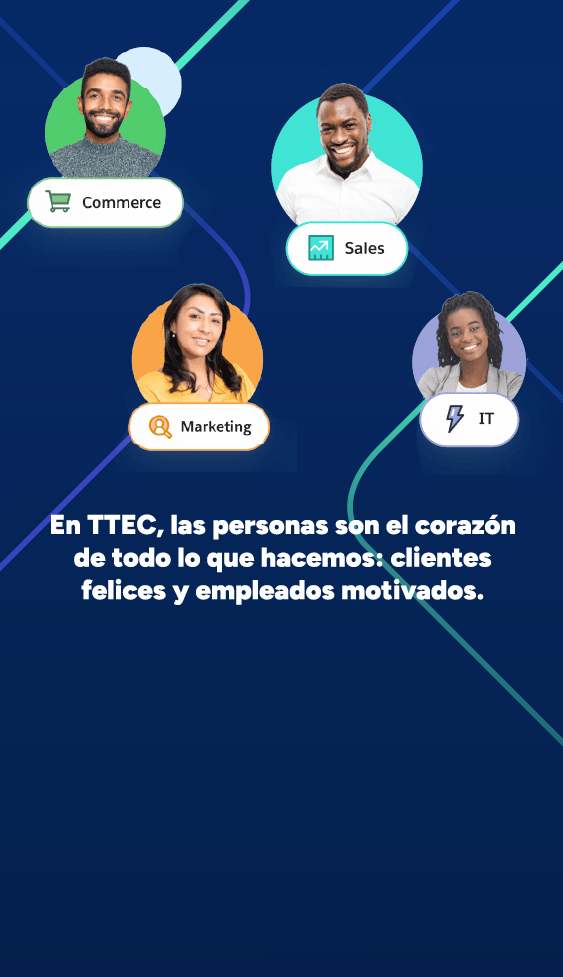 Commerce
Sales
Marketing
IT
En TTEC, las personas son el corazón
de todo lo que hacemos: clientes
felices y empleados motivados.